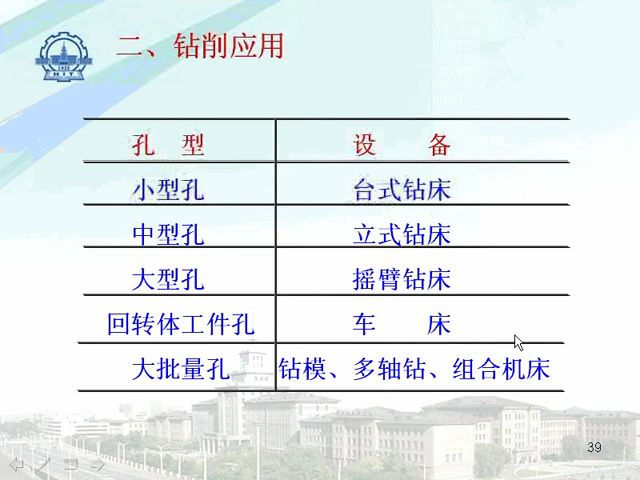 二、钻削应用
孔 型 设 备
小型孔 台式钻床
中型孔 立式钻床
大型孔 摇臂钻床
回转体工件孔 车 床
大批量孔 钻模、多轴钻、组合机床
39
HIT